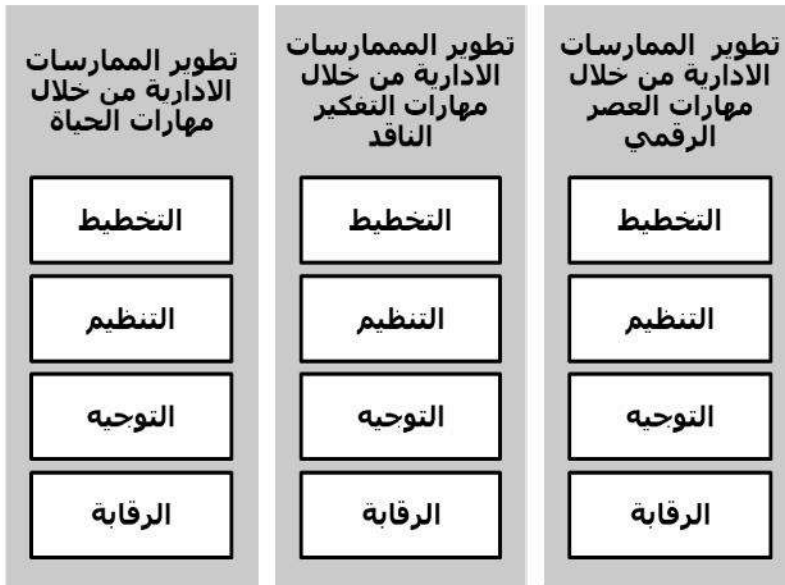 تطوير الممارسات
الادارية من خلال
مهارات العصر
الرقمي
التخطيط
التنظيم
التوجيه
الرقابة
تطوير المممارسات
الادارية من خلال
مهارات التفكير
الناقد
التخطيط
التنظيم
التوجيه
الرقابة
تطوير الممارسات
الادارية من خلال
مهارات الحياة
التخطيط
التنظيم
التوجيه
الرقابة